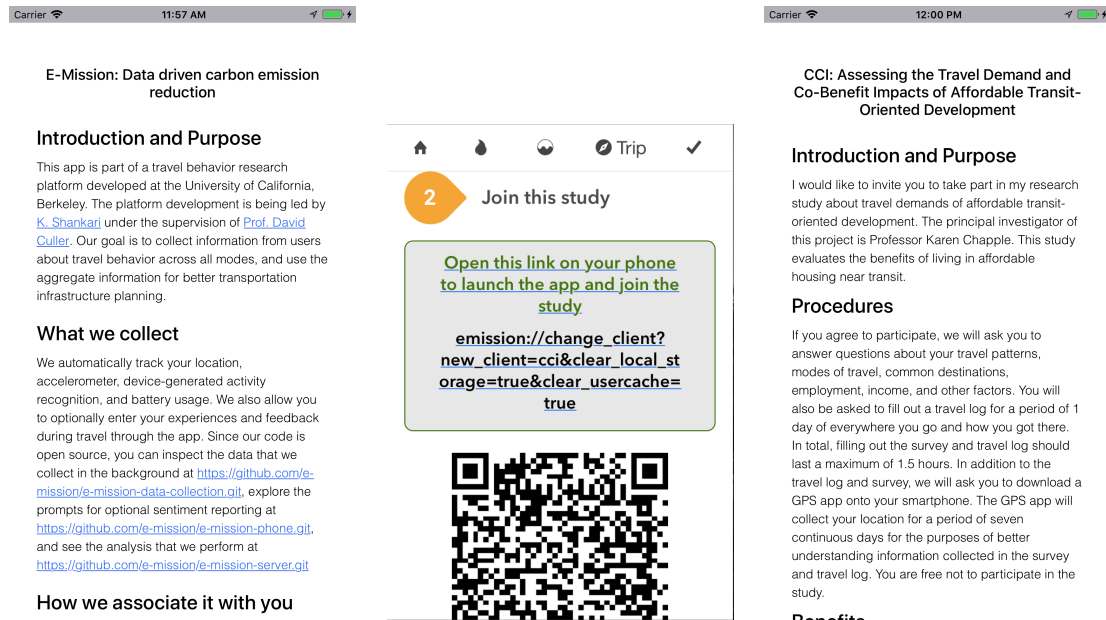 Carrier 11:57 AM
E-Mission: Data driven carbon emission
reduction
Introduction and Purpose
This app is part of a travel behavior research
platform developed at the University of California,
Berkeley. The platform development is being led by
K. Shankari under the supervision of Prof. David
Culler. Our goal is to collect information from users
about travel behavior across all modes, and use the
aggregate information for better transportation
infrastructure planning.
What we collect
We automatically track your location,
accelerometer, device-generated activity
recognition, and battery usage. We also allow you
to optionally enter your experiences and feedback
during travel through the app. Since our code is
open source, you can inspect the data that we
collect in the background at https://github.com/e-
mission/e-mission-data-collection.git, explore the
prompts for optional sentiment reporting at
https://github.com/e-mission/e-mission-phone.git,
and see the analysis that we perform at
https://github.com/e-mission/e-mission-server.git
How we associate it with you
Trip
2 Join this study
Open this link on your phone
to launch the app and join the
study
emission://change_client?
new_client=cci&clear_local_st
orage=true&clear_usercache=
true
Carrier 12:00 PM
CCI: Assessing the Travel Demand and
Co-Benefit Impacts of Affordable Transit-
Oriented Development
Introduction and Purpose
I would like to invite you to take part in my research
study about travel demands of affordable transit-
oriented development. The principal investigator of
this project is Professor Karen Chapple. This study
evaluates the benefits of living in affordable
housing near transit.
Procedures
If you agree to participate, we will ask you to
answer questions about your travel patterns,
modes of travel, common destinations,
employment, income, and other factors. You will
also be asked to fill out a travel log for a period of 1
day of everywhere you go and how you got there.
In total, filling out the survey and travel log should
last a maximum of 1.5 hours. In addition to the
travel log and survey, we will ask you to download a
GPS app onto your smartphone. The GPS app will
collect your location for a period of seven
continuous days for the purposes of better
understanding information collected in the survey
and travel log. You are free not to participate in the
study.
Benefits